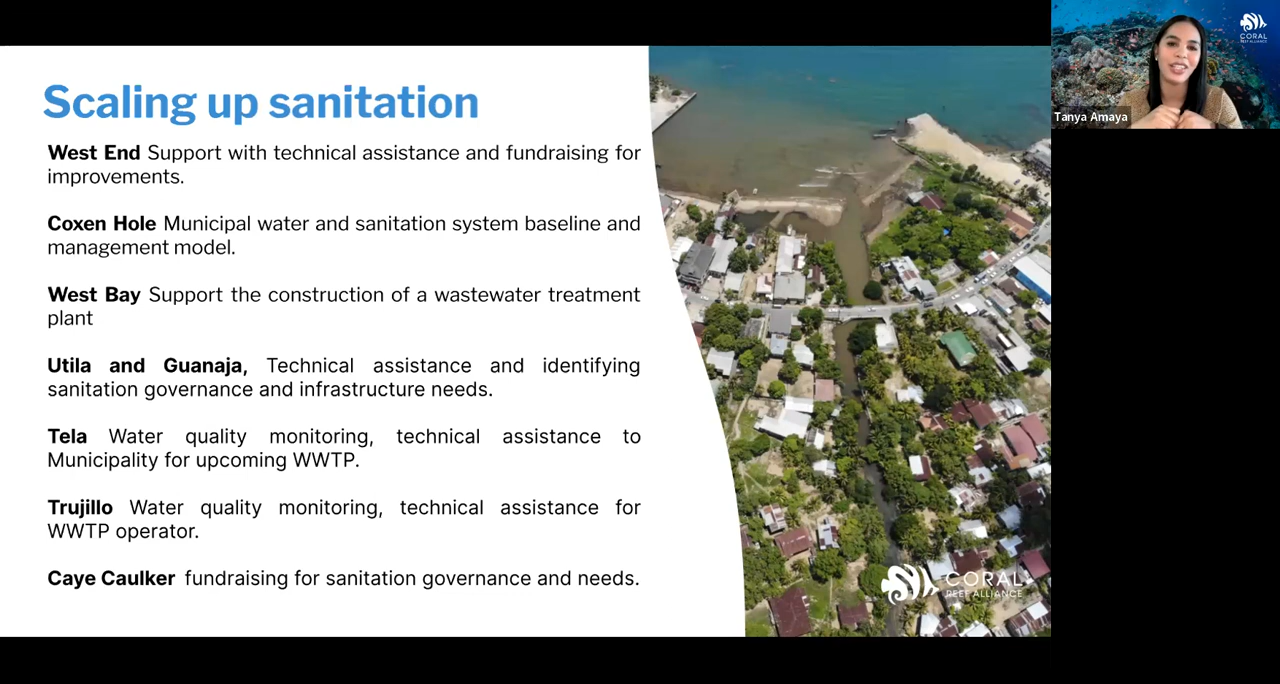 Scaling up sanitation
West End Support with technical assistance and fundraising for
improvements.
Coxen Hole Municipal water and sanitation system baseline and
management model.
West Bay Support the construction of a wastewater treatment
plant
Utila and Guanaja, Technical assistance and identifying
sanitation governance and infrastructure needs.
Tela Water quality monitoring, technical assistance to
Municipality for upcoming WWTP.
Trujillo Water quality monitoring, technical assistance for
WWTP operator.
Caye Caulker fundraising for sanitation governance and needs.
CORAL
REEF ALLIANCE
CORAL
REEF ALLIANCE
Tanya Amaya